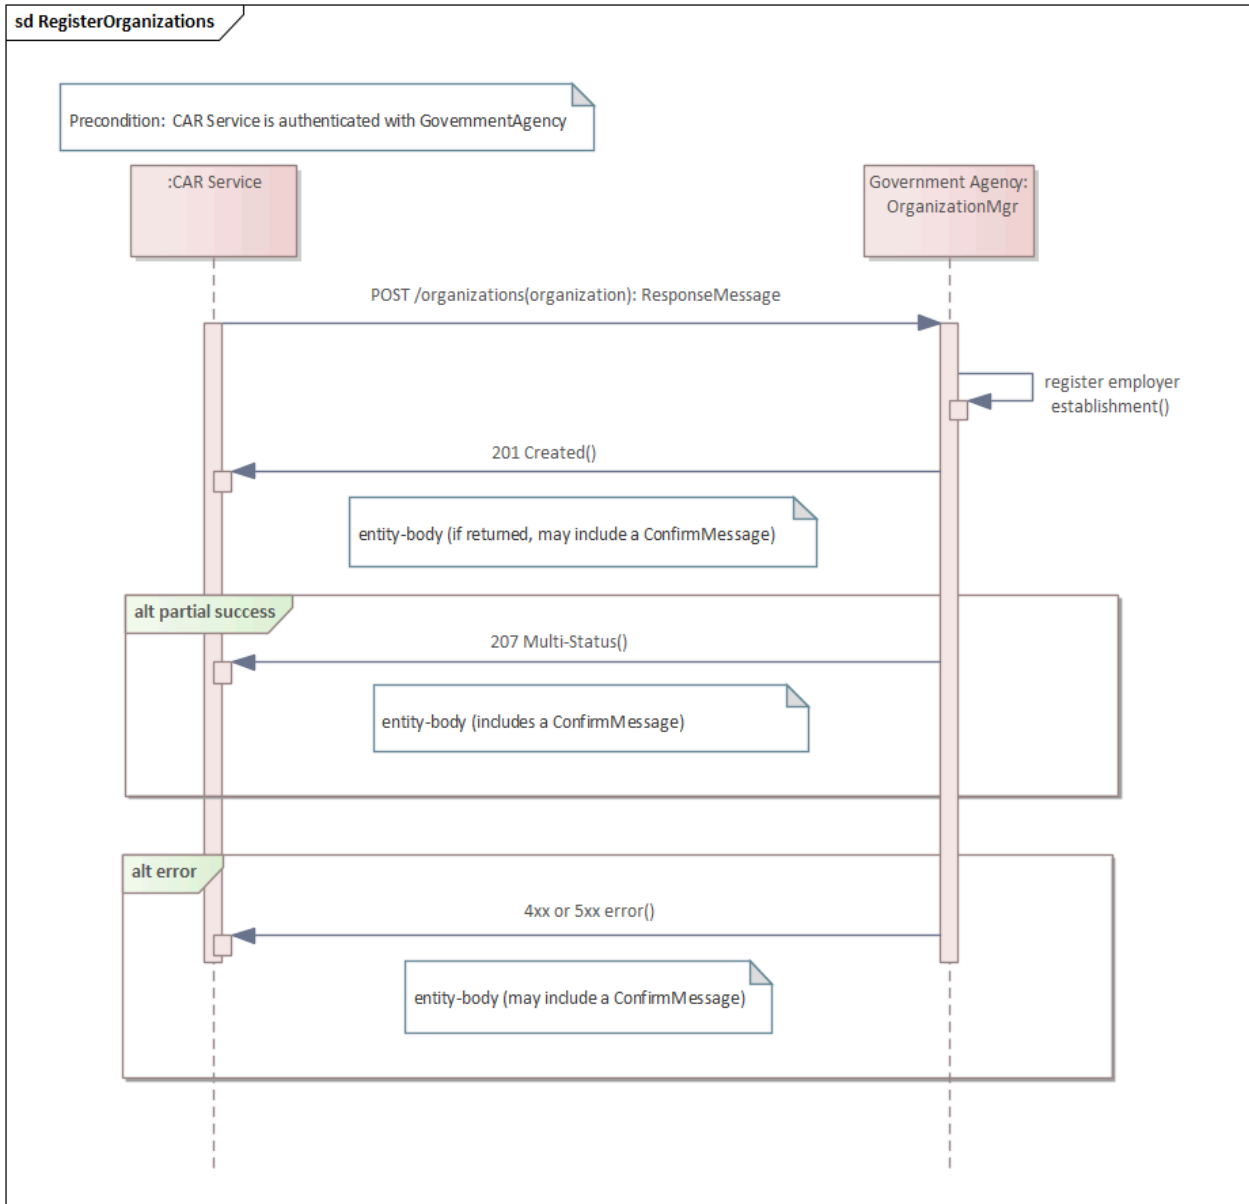 sd RegisterOrganizations
Precondition:  CAR Service is authenticated with GovernmentAgency
:CAR Service
Government Agency:
OrganizationMgr
POST /organizations(organization): ResponseMessage
register employer
establishment()
201 Created()
entity-body (if returned, may include a ConfirmMessage)
alt partial success
207 Multi-Status()
entity-body (includes a ConfirmMessage)
alt error
4xx or 5xx error()
entity-body (may include a ConfirmMessage)